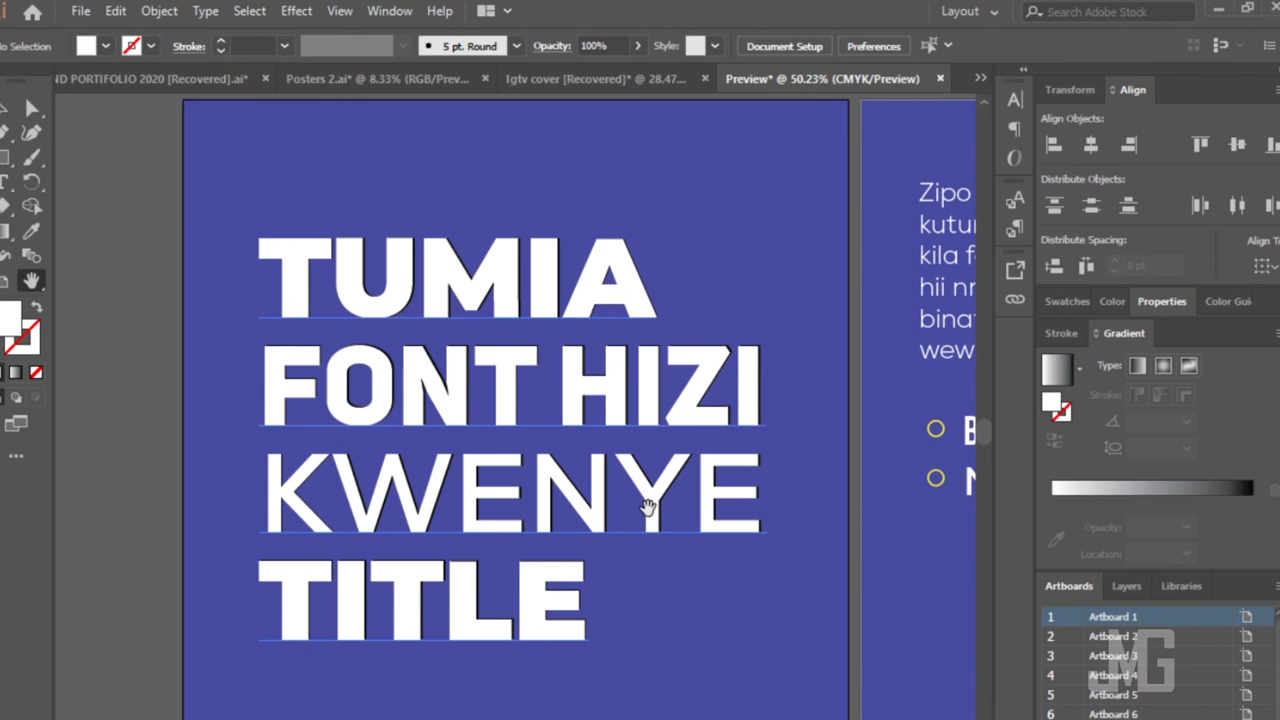 File Edit Object Type Select Effect View Window Help
Layout
Search Adobe Stock
No Selection
Stroke:
5 pt. Round
Opacity: 100%
Style:
Document Setup
Preferences
ND PORTIFOLIO 2020 [Recovered].ai*
Posters 2.ai* @ 8.33% (RGB/Prev...
Igtv cover [Recovered]* @ 28.47...
Preview* @ 50.23% (CMYK/Preview)
Transform
Align
Align Objects:
Distribute Objects:
Distribute Spacing:
Align To
0 pt
Swatches Color Properties Color Gui
Stroke
Gradient
Type:
Stroke:
Opacity:
Location:
Artboards Layers Libraries
1 Artboard 1
2 Artboard 2
3 Artboard 3
4 Artboard 4
5 Artboard 5
6 Artboard 6
TUMIA
FONT HIZI
KWENYE
TITLE
Zipo
kutu
kila f
hii
bina
wew
JMG